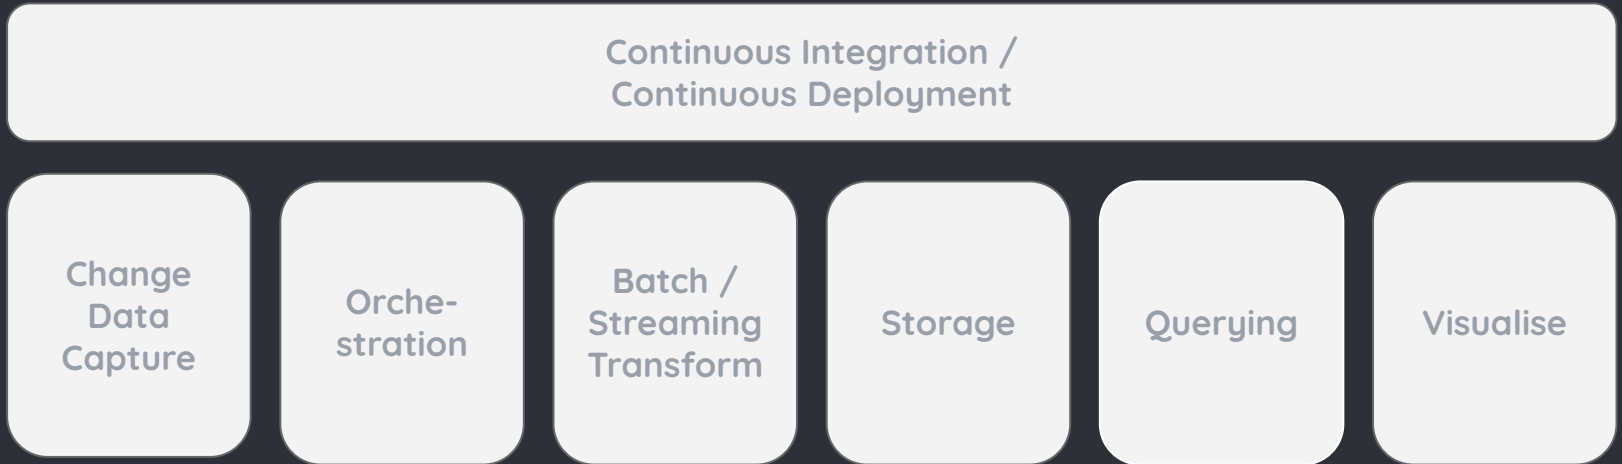 Continuous Integration /
Continuous Deployment
Change
Data
Capture
Orche-
stration
Batch /
Streaming
Transform
Storage
Querying
Visualise